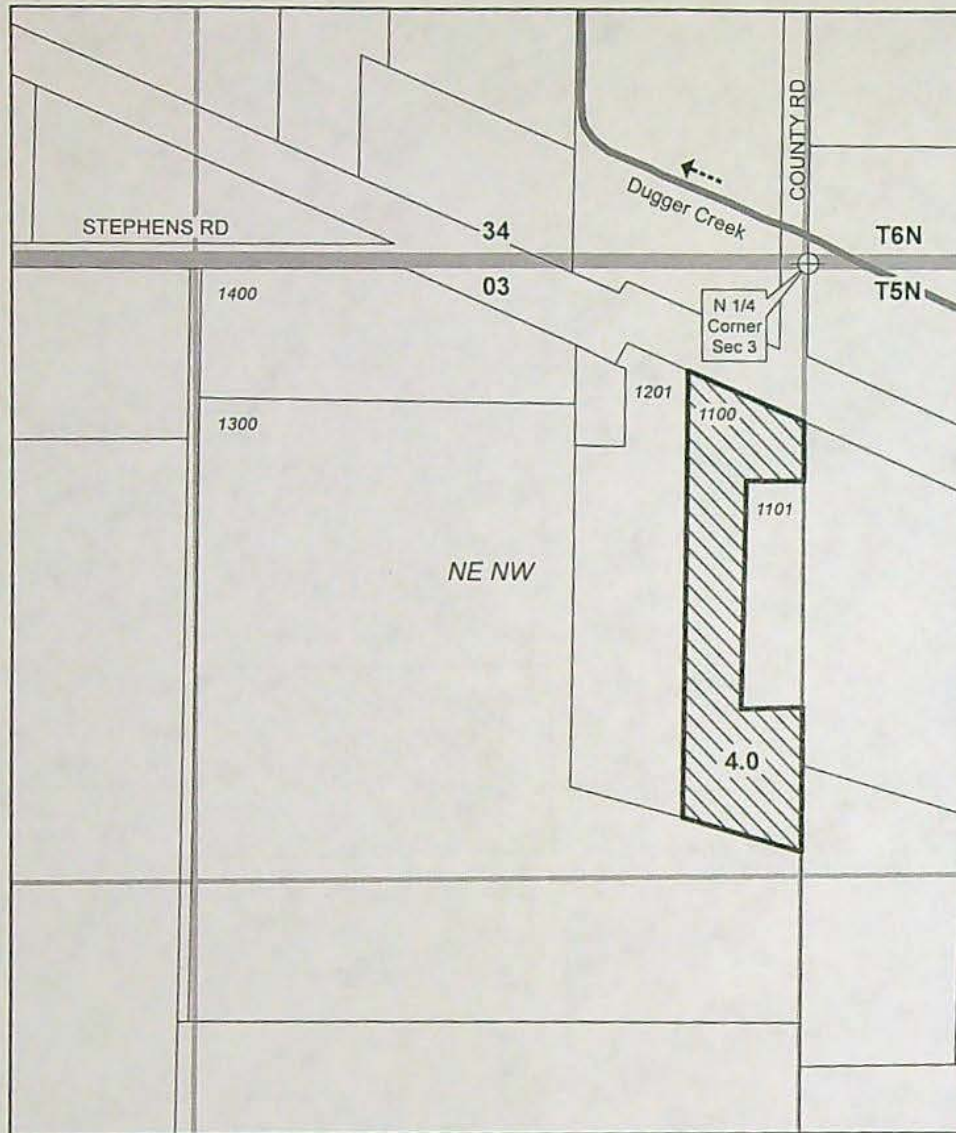 COUNTY RD
Dugger Creek
STEPHENS RD
34
T6N
03
T5N
1400
N 1/4
Corner
Sec 3
1201
1100
1300
1101
NE NW
4.0